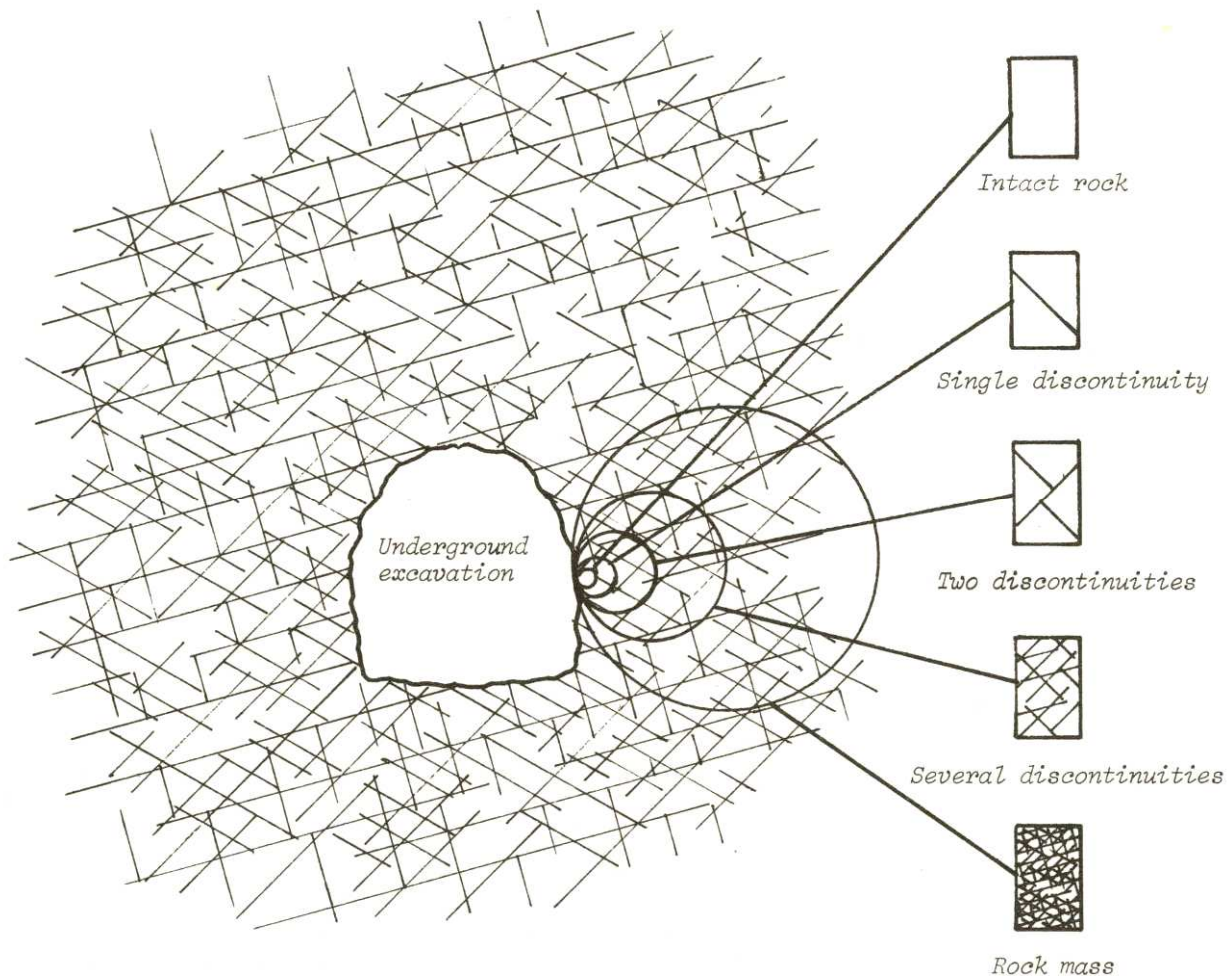 Intact rock
Single discontinuity
Underground
excavation
Two discontinuities
Several discontinuities
Rock mass